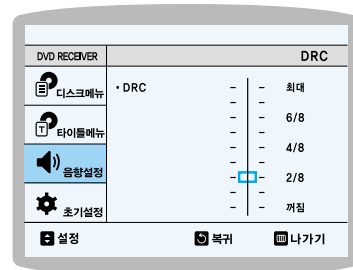 DVD RECEIVER DRC
디스크메뉴
T 타이틀메뉴
음향설정
초기설정
• DRC
최대
6/8
4/8
2/8
꺼짐
설정 복귀 나가기